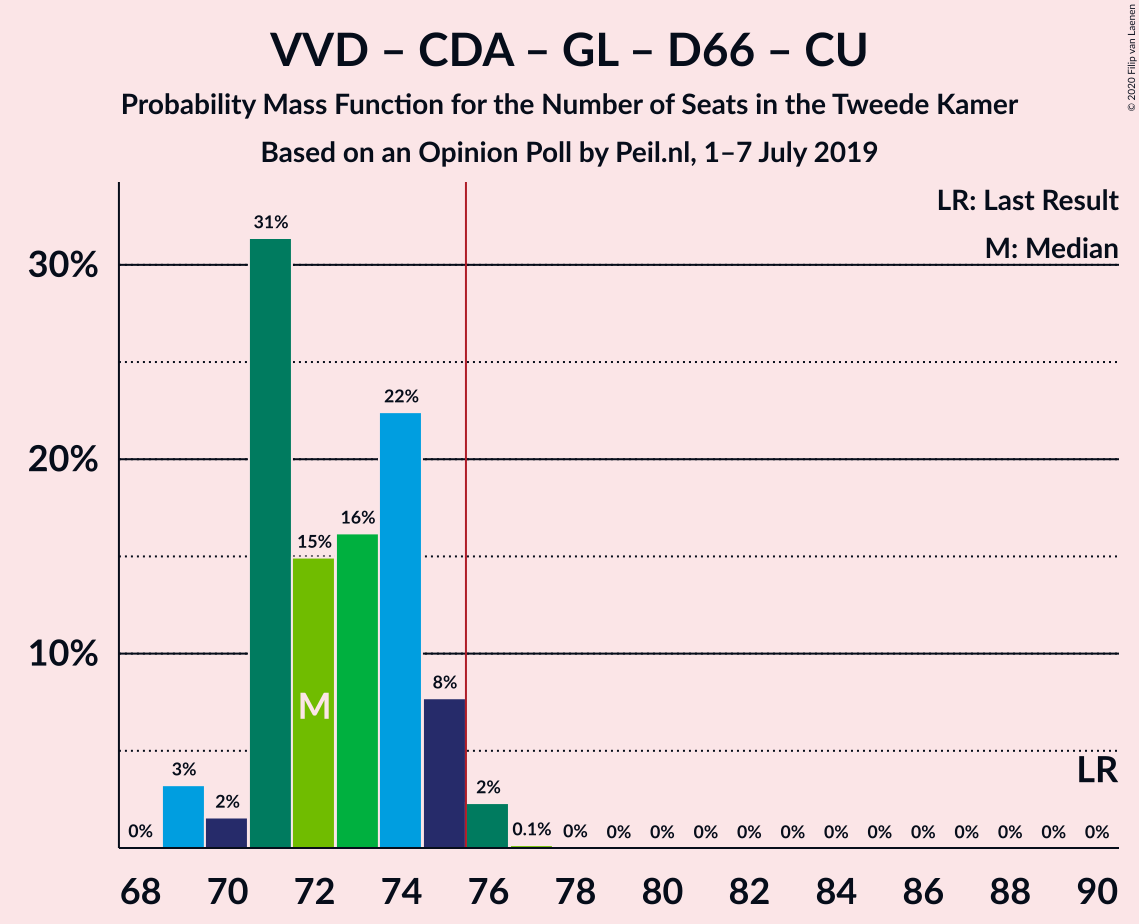 VVD – CDA – GL – D66 – CU
Probability Mass Function for the Number of Seats in the Tweede Kamer
Based on an Opinion Poll by Peil.nl, 1–7 July 2019
© 2020 Filip van Laenen
LR: Last Result
M: Median
30%
20%
10%
0%
3%
2%
31%
15%
16%
22%
8%
2%
0.1%
0%
0%
0%
0%
0%
0%
0%
0%
0%
0%
0%
0%
0%
M
LR
68 70 72 74 76 78 80 82 84 86 88 90